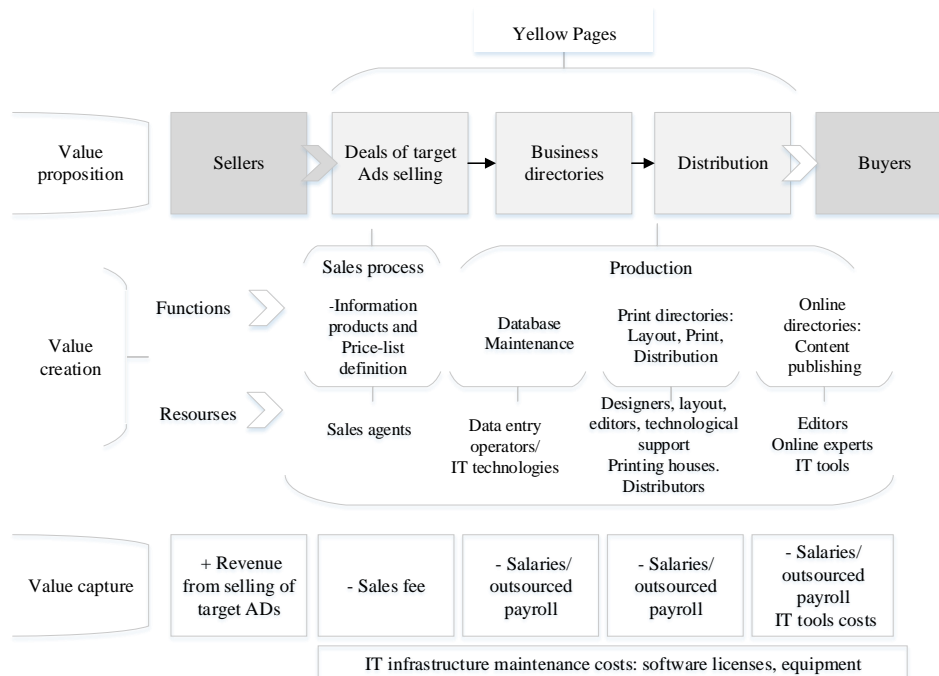 Yellow Pages
Value
proposition
Sellers
Deals of target
Ads selling
Business
directories
Distribution
Buyers
Value
creation
Functions
Sales process
-Information
products and
Price-list
definition
Production
Database
Maintenance
Print directories:
Layout, Print,
Distribution
Online
directories:
Content
publishing
Resourses
Sales agents
Data entry
operators/
IT technologies
Designers, layout,
editors, technological
support
Printing houses.
Distributors
Editors
Online experts
IT tools
Value capture
+ Revenue
from selling of
target ADs
- Sales fee
- Salaries/
outsourced
payroll
- Salaries/
outsourced
payroll
- Salaries/
outsourced
payroll
IT tools costs
IT infrastructure maintenance costs: software licenses, equipment